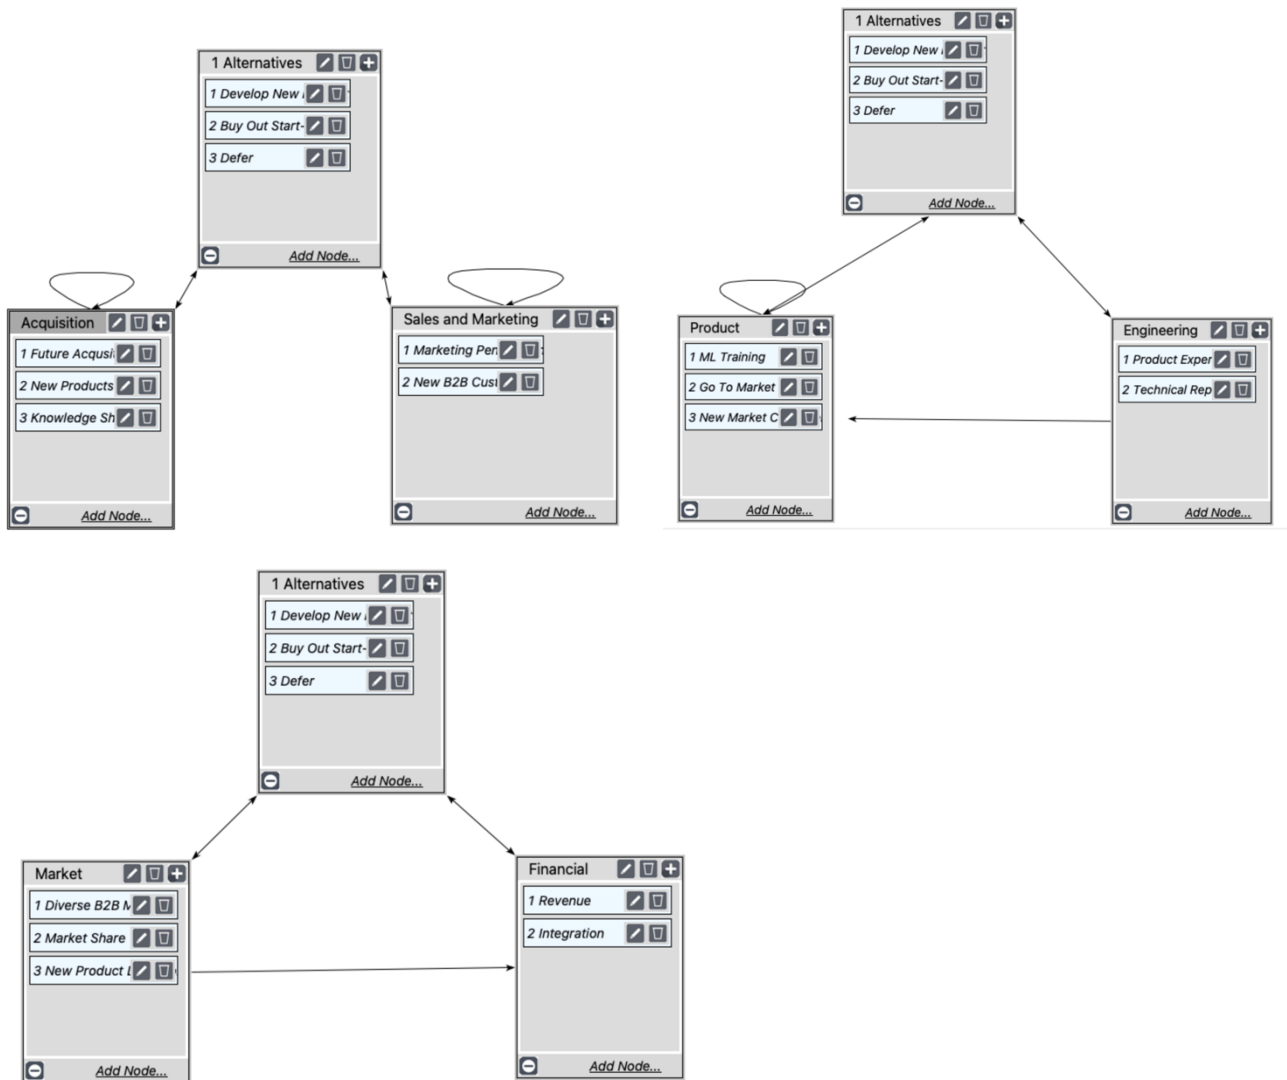 1 Alternatives
1 Develop New
2 Buy Out Start-
3 Defer
Add Node...
Acquisition
1 Future Acqusi
2 New Products
3 Knowledge Sh
Add Node...
Sales and Marketing
1 Marketing Pen
2 New B2B Cust
Add Node...
1 Alternatives
1 Develop New
2 Buy Out Start-
3 Defer
Add Node...
Product
1 ML Training
2 Go To Market
3 New Market C
Add Node...
Engineering
1 Product Exper
2 Technical Rep
Add Node...
1 Alternatives
1 Develop New
2 Buy Out Start-
3 Defer
Add Node...
Market
1 Diverse B2B M
2 Market Share
3 New Product
Add Node...
Financial
1 Revenue
2 Integration
Add Node...